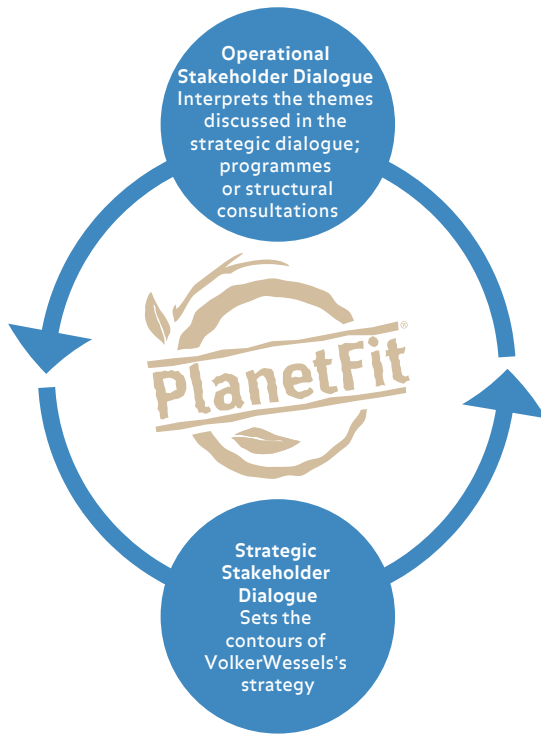 Operational
Stakeholder Dialogue
Interprets the themes
discussed in the
strategic dialogue;
programmes
or structural
consultations
PlanetFit®
Strategic
Stakeholder
Dialogue
Sets the
contours of
VolkerWessels's
strategy